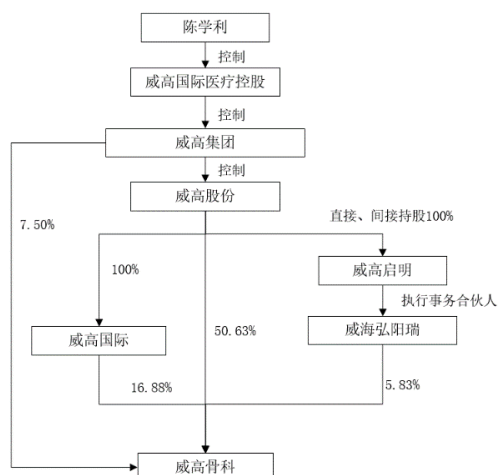 陈学利
控制
威高国际医疗控股
控制
威高集团
控制
威高股份
7.50%
直接、间接持股100%
100%
威高启明
执行事务合伙人
50.63%
威高国际
威海弘阳瑞
16.88%
5.83%
威高骨科